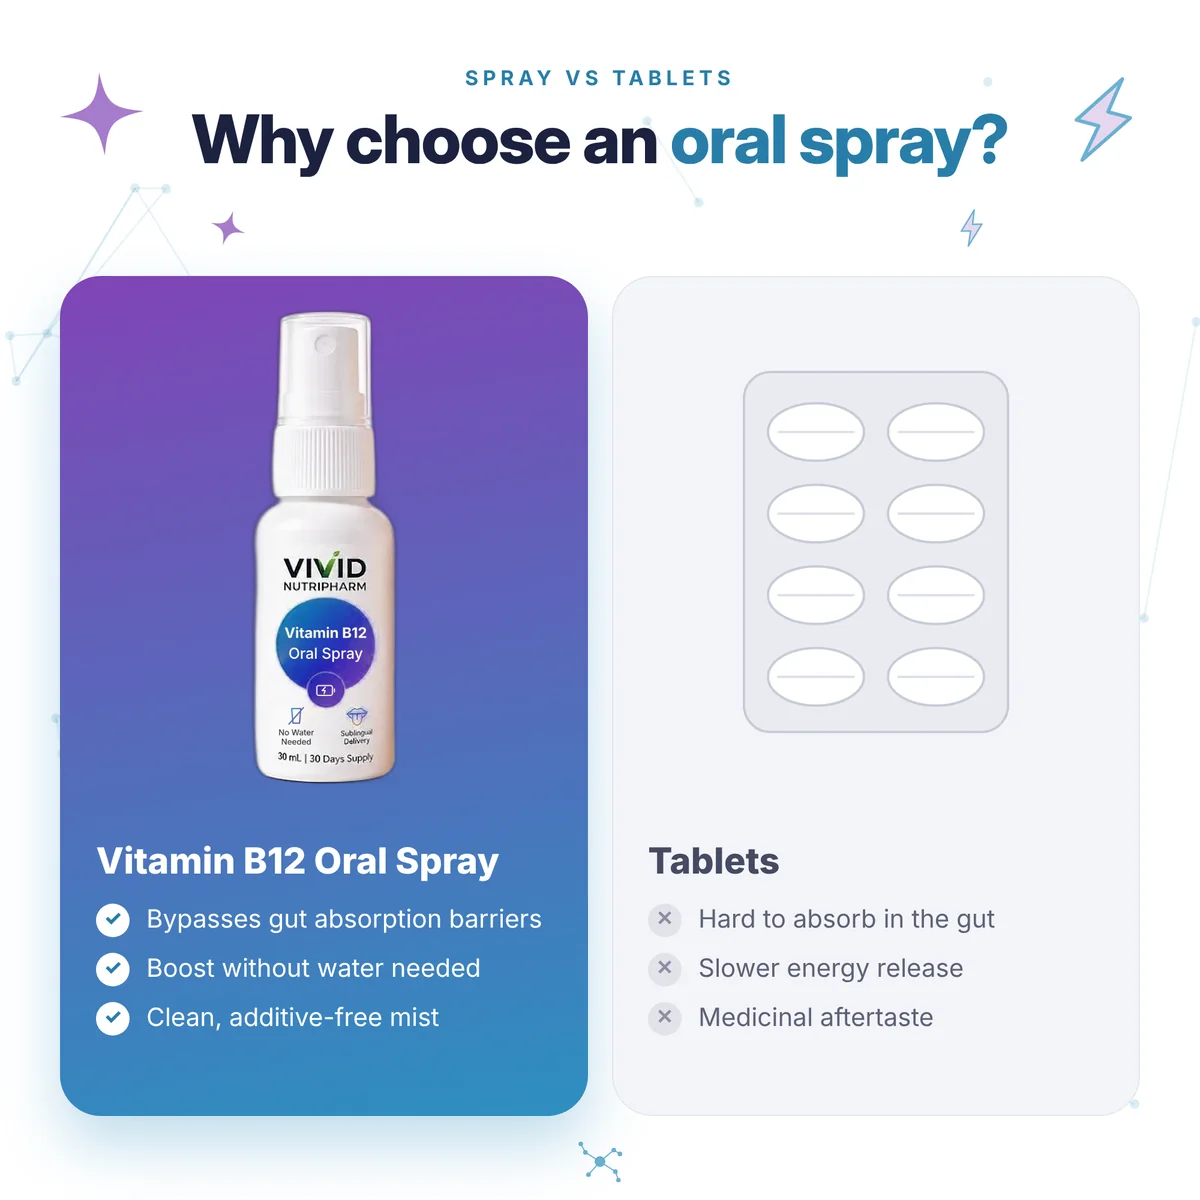 SPRAY VS TABLETS
Why choose an oral spray?
VIVID
NUTRIPHARM
Vitamin B12
Oral Spray
No Water
Needed
Sublingual
Delivery
30 mL | 30 Days Supply
Vitamin B12 Oral Spray
Bypasses gut absorption barriers
Boost without water needed
Clean, additive-free mist
Tablets
Hard to absorb in the gut
Slower energy release
Medicinal aftertaste